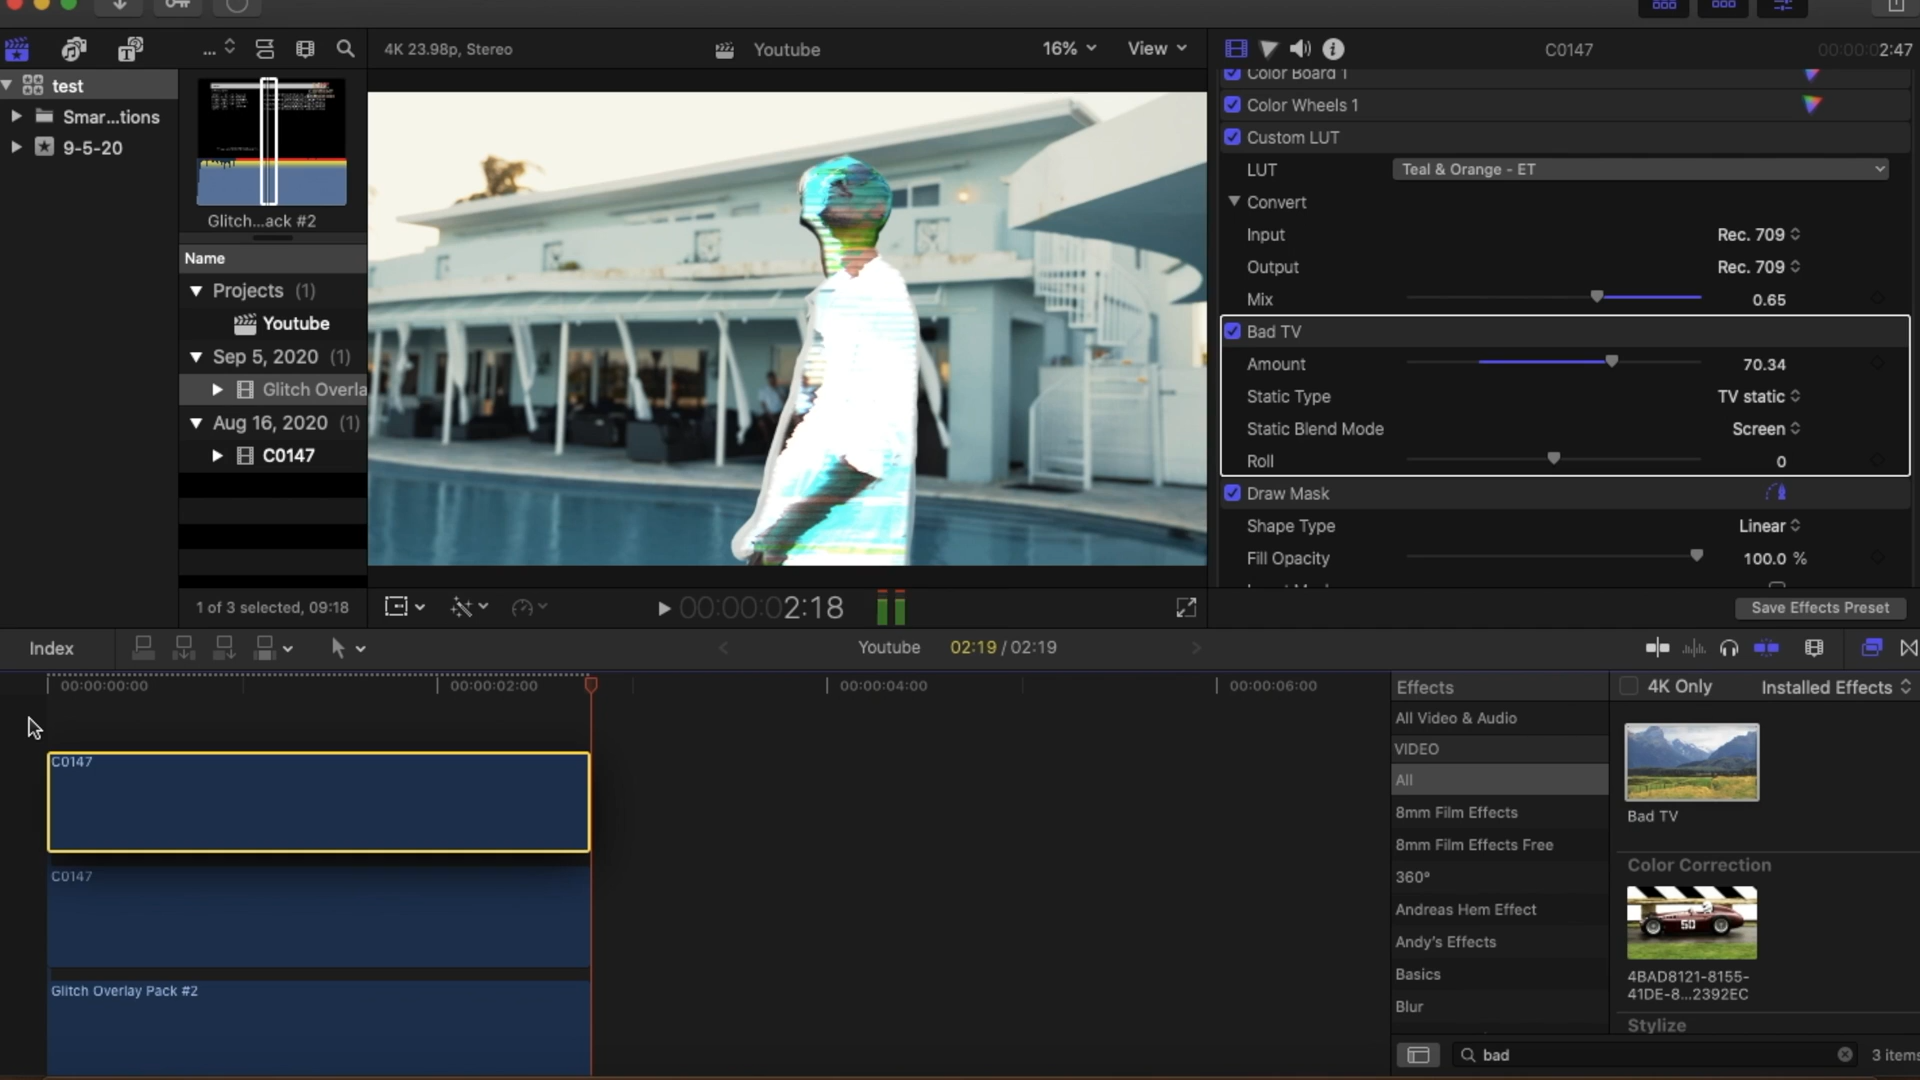 4K 23.98p, Stereo
Youtube
16%
View
C0147
00:00:02:47
test
Smar...tions
9-5-20
Glitch...ack #2
Name
Projects (1)
Youtube
Sep 5, 2020 (1)
Glitch Overla
Aug 16, 2020 (1)
C0147
1 of 3 selected, 09:18
Color Board 1
Color Wheels 1
Custom LUT
LUT
Teal & Orange - ET
Convert
Input
Rec. 709
Output
Rec. 709
Mix
0.65
Bad TV
Amount
70.34
Static Type
TV static
Static Blend Mode
Screen
Roll
0
Draw Mask
Shape Type
Linear
Fill Opacity
100.0 %
Save Effects Preset
00:00:02:18
Index
Youtube
02:19 / 02:19
00:00:00:00
00:00:02:00
00:00:04:00
00:00:06:00
C0147
C0147
Glitch Overlay Pack #2
Effects
All Video & Audio
VIDEO
All
8mm Film Effects
8mm Film Effects Free
360°
Andreas Hem Effect
Andy's Effects
Basics
Blur
4K Only
Installed Effects
Bad TV
Color Correction
50
4BAD8121-8155-
41DE-8...2392EC
Stylize
bad
3 items